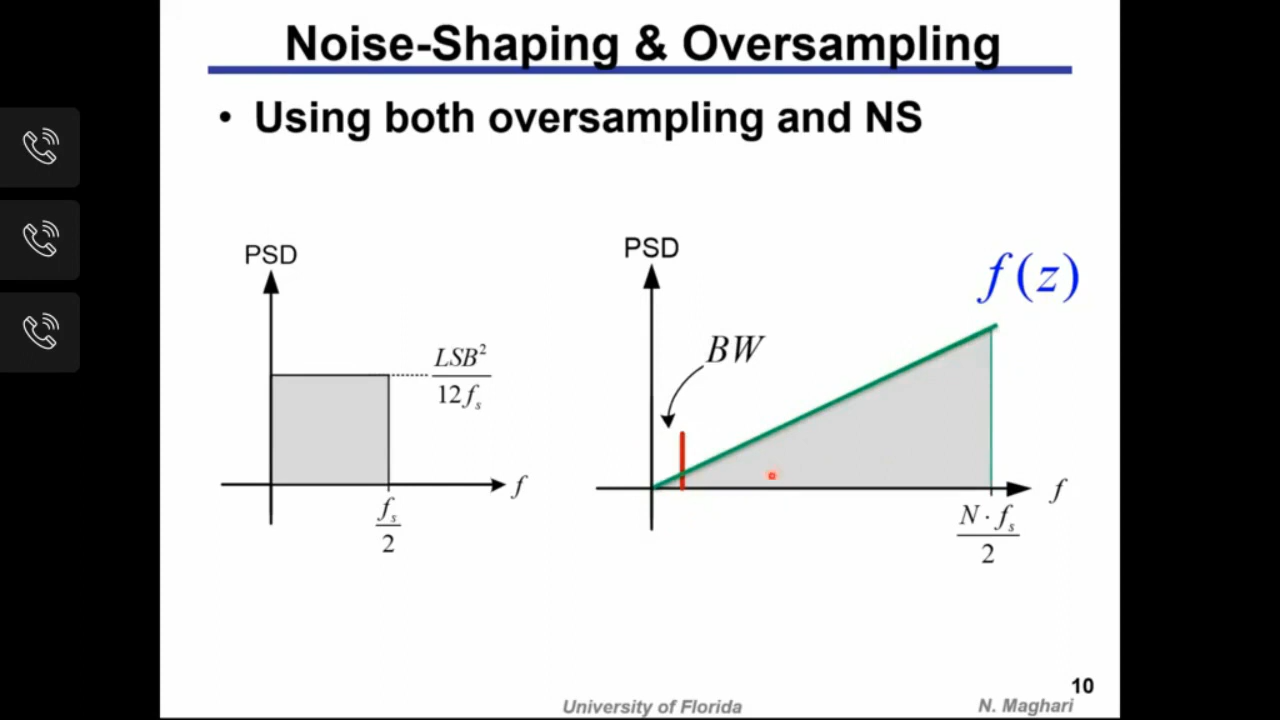 Noise-Shaping & Oversampling
• Using both oversampling and NS
PSD
LSB²
12fₛ
f
fₛ
2
PSD
f(z)
BW
f
N·fₛ
2
10
University of Florida
N. Maghari